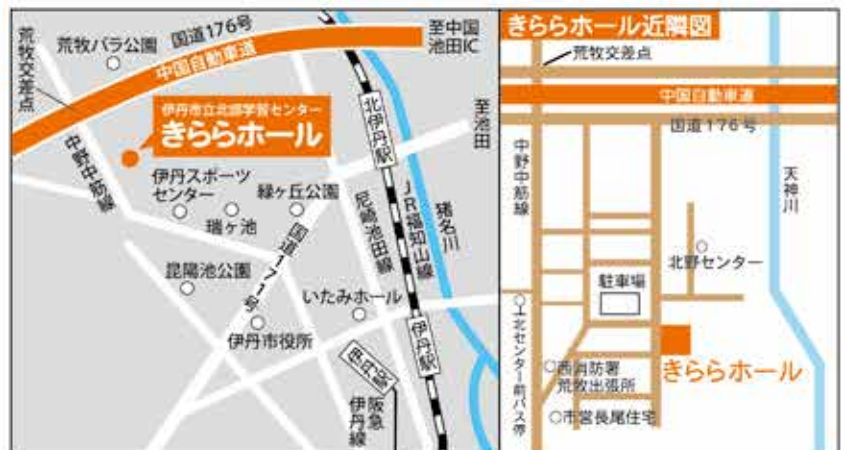 荒牧交差点
荒牧バラ公園
国道176号
中国自動車道
至中国
池田IC
伊丹市立北部学習センター
きららホール
北伊丹駅
至池田
中野中筋線
伊丹スポーツ
センター
瑞ヶ池
緑ヶ丘公園
国道171号
尼崎池田線
JR福知山線
猪名川
昆陽池公園
いたみホール
伊丹市役所
伊丹駅
伊丹駅
阪急
伊丹線
きららホール近隣図
荒牧交差点
中国自動車道
国道176号
中野中筋線
天神川
北野センター
駐車場
工北センター前バス停
きららホール
西消防署
荒牧出張所
市営長尾住宅